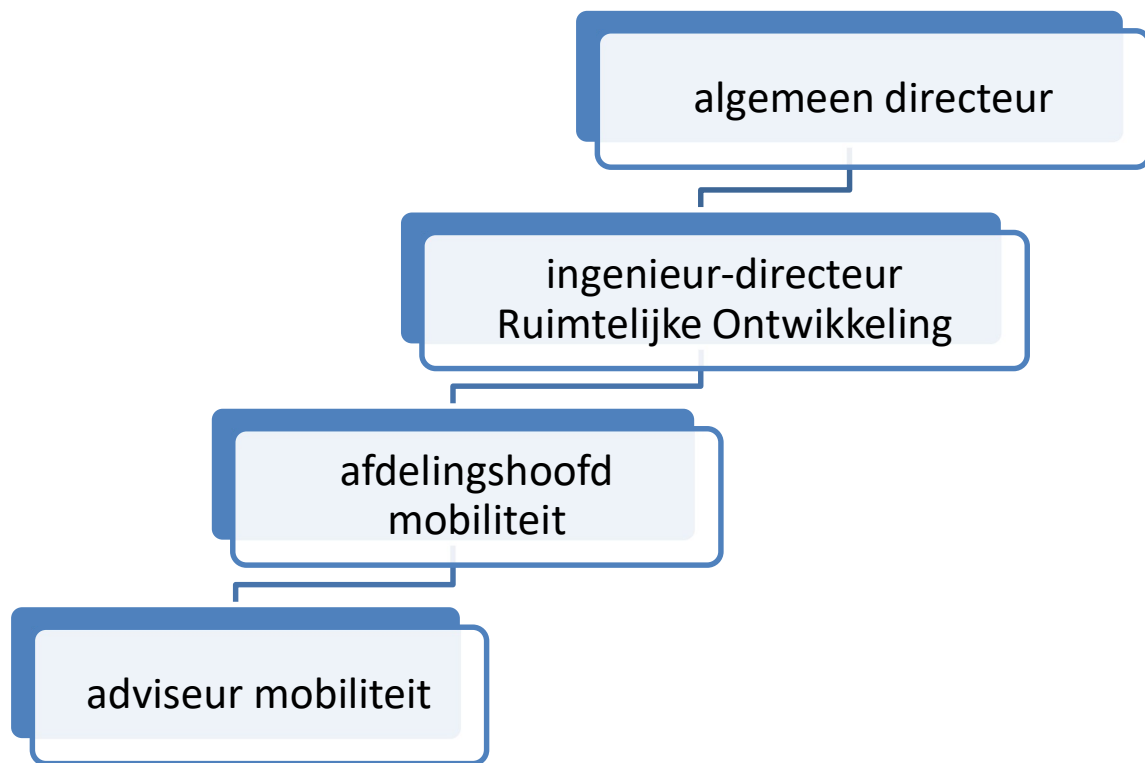 algemeen directeur
ingenieur-directeur
Ruimtelijke Ontwikkeling
afdelingshoofd
mobiliteit
adviseur mobiliteit